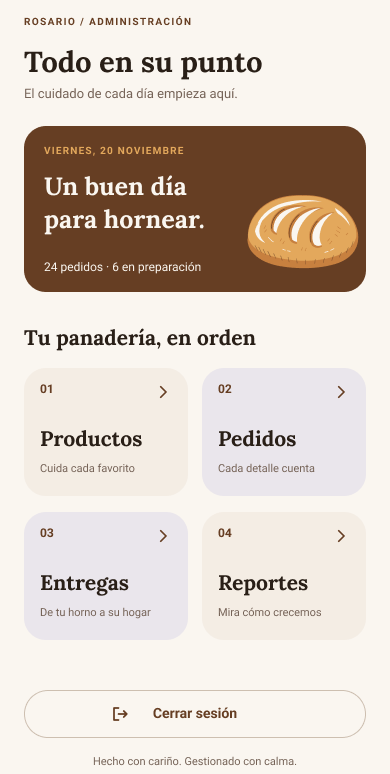 ROSARIO / ADMINISTRACIÓN
Todo en su punto
El cuidado de cada día empieza aquí.
VIERNES, 20 NOVIEMBRE
Un buen día
para hornear.
24 pedidos · 6 en preparación
Tu panadería, en orden
01
Productos
Cuida cada favorito
02
Pedidos
Cada detalle cuenta
03
Entregas
De tu horno a su hogar
04
Reportes
Mira cómo crecemos
Cerrar sesión
Hecho con cariño. Gestionado con calma.